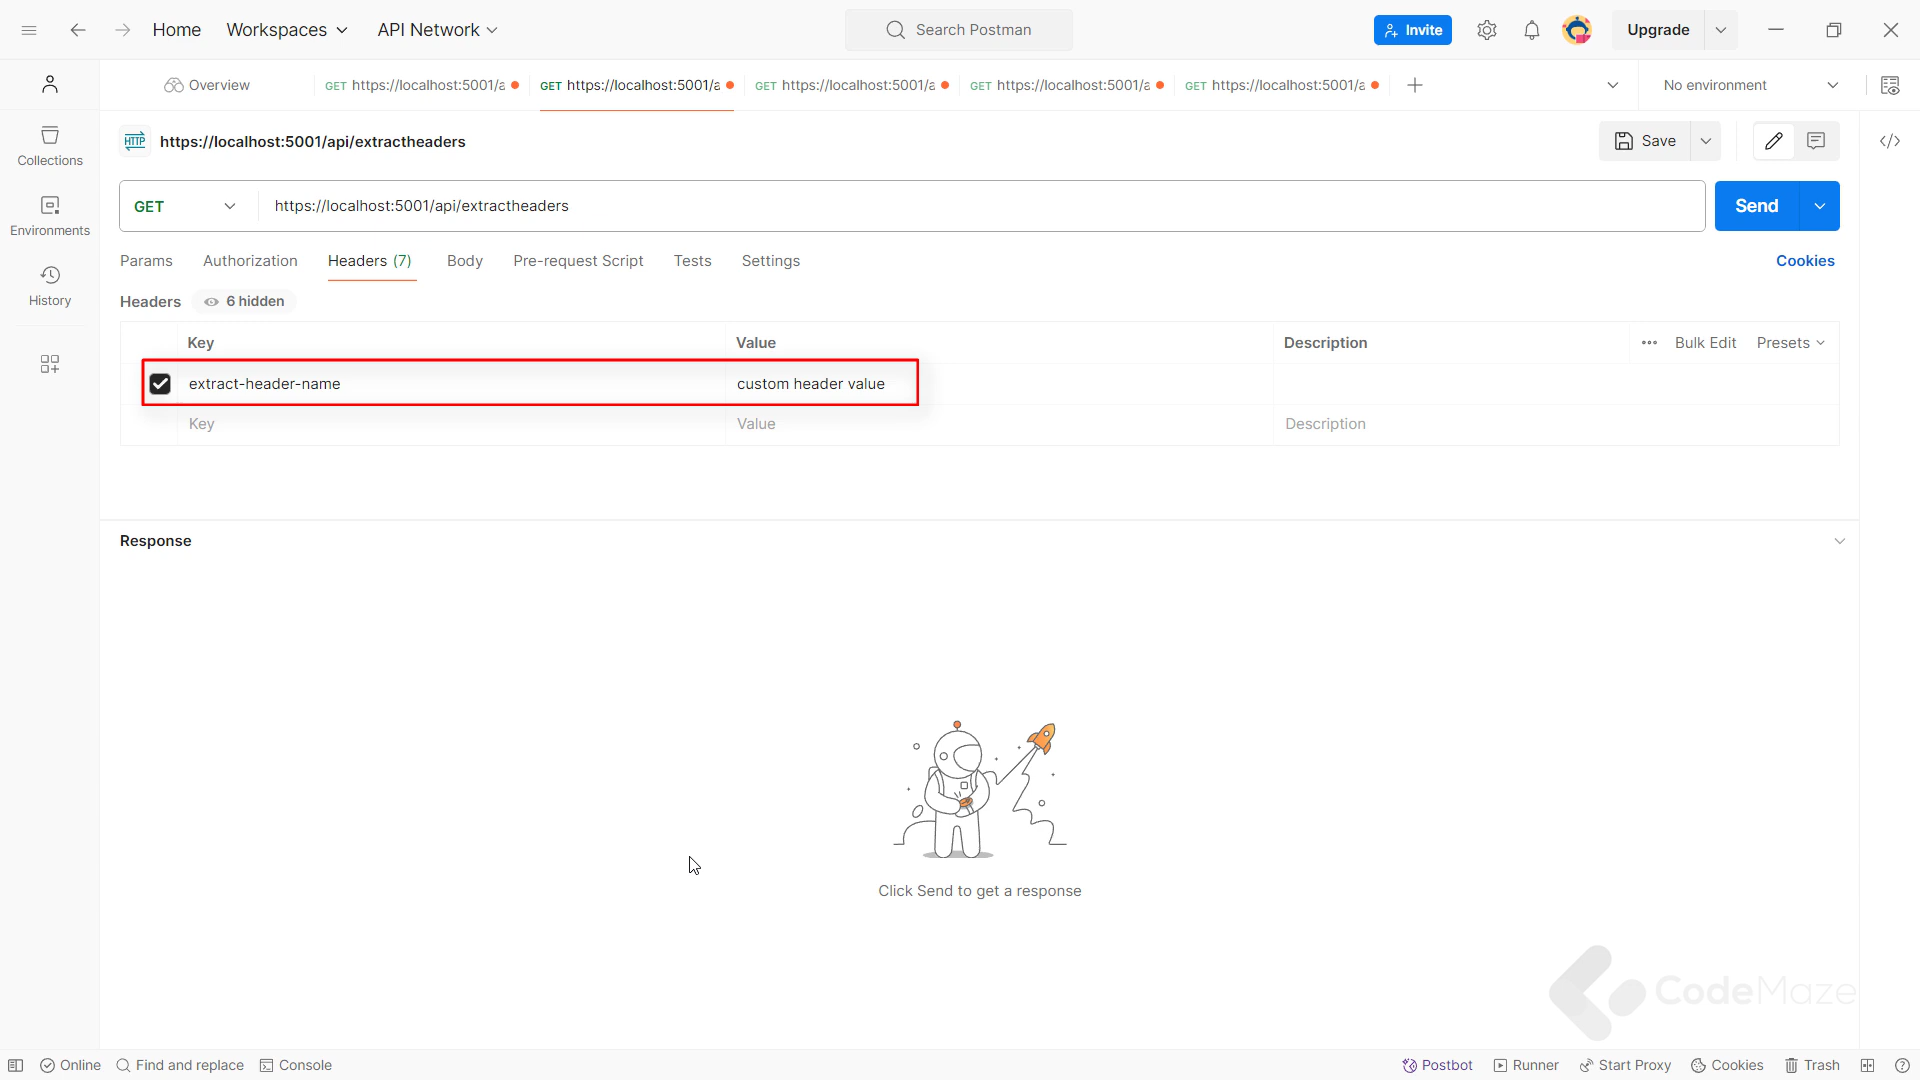 Home Workspaces API Network Search Postman Invite Upgrade
Overview GET https://localhost:5001/a GET https://localhost:5001/a GET https://localhost:5001/a GET https://localhost:5001/a GET https://localhost:5001/a No environment
HTTP https://localhost:5001/api/extractheaders Save
Collections
GET https://localhost:5001/api/extractheaders Send
Environments
Params Authorization Headers (7) Body Pre-request Script Tests Settings Cookies
History
Headers 6 hidden
Key Value Description Bulk Edit Presets
extract-header-name custom header value
Key Value Description
Response
Click Send to get a response
CodeMaze
Online Find and replace Console Postbot Runner Start Proxy Cookies Trash